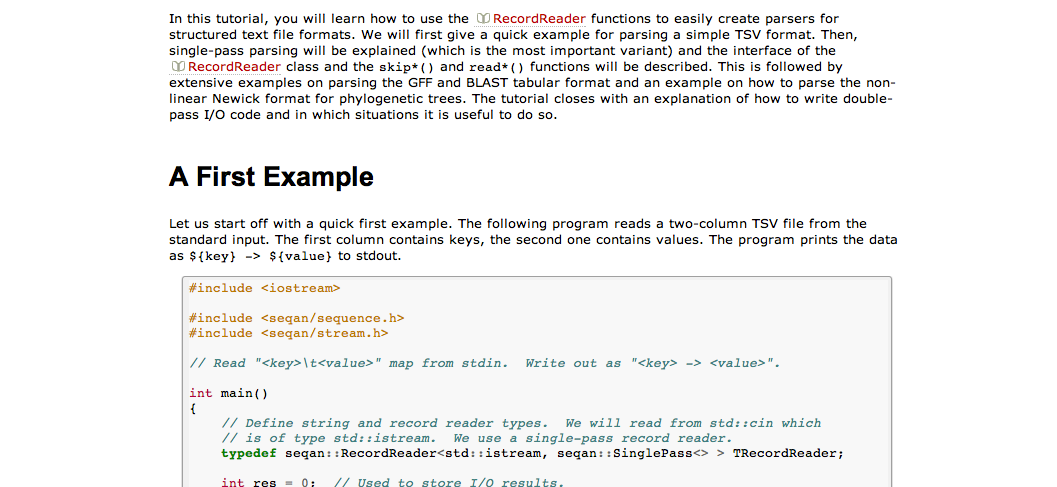 In this tutorial, you will learn how to use the RecordReader functions to easily create parsers for
structured text file formats. We will first give a quick example for parsing a simple TSV format. Then,
single-pass parsing will be explained (which is the most important variant) and the interface of the
RecordReader class and the skip*() and read*() functions will be described. This is followed by
extensive examples on parsing the GFF and BLAST tabular format and an example on how to parse the non-
linear Newick format for phylogenetic trees. The tutorial closes with an explanation of how to write double-
pass I/O code and in which situations it is useful to do so.
A First Example
Let us start off with a quick first example. The following program reads a two-column TSV file from the
standard input. The first column contains keys, the second one contains values. The program prints the data
as ${key} -> ${value} to stdout.
#include <iostream>
#include <seqan/sequence.h>
#include <seqan/stream.h>
// Read "<key>\t<value>" map from stdin.  Write out as "<key> -> <value>".
int main()
{
    // Define string and record reader types.  We will read from std::cin which
    // is of type std::istream.  We use a single-pass record reader.
    typedef seqan::RecordReader<std::istream, seqan::SinglePass<> > TRecordReader;
    int res = 0;  // Used to store I/O results.